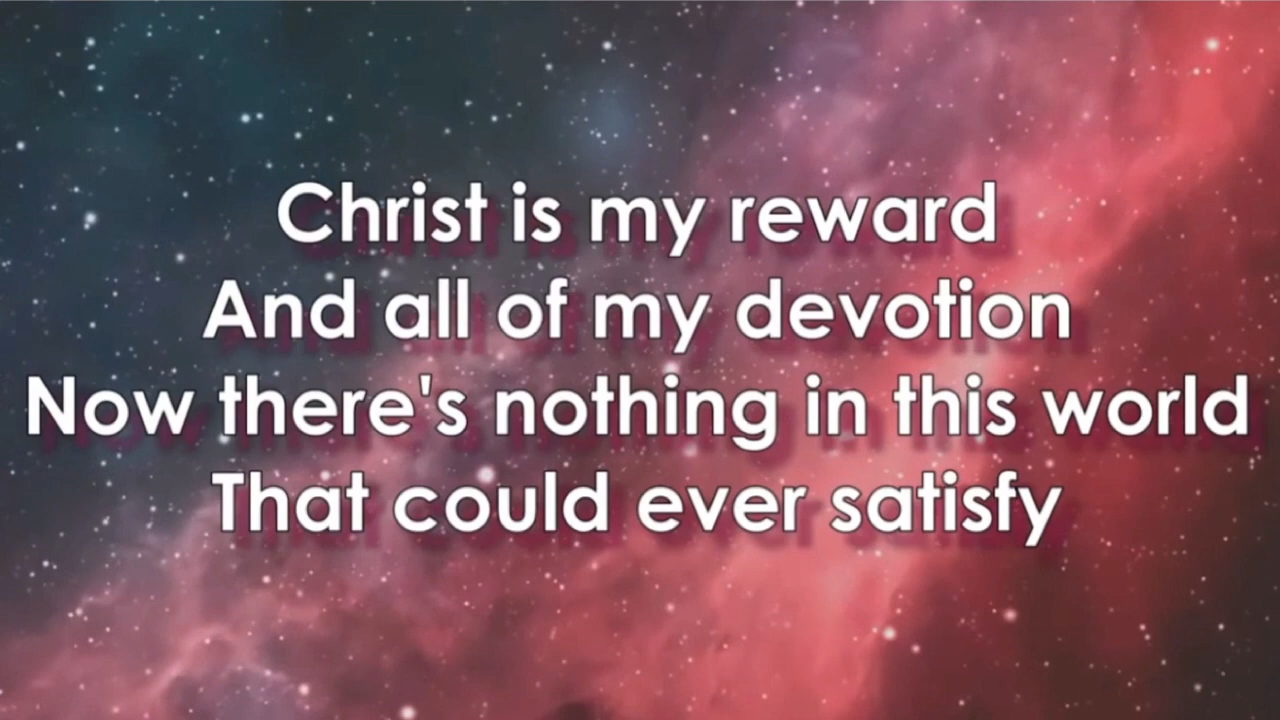 Christ is my reward
And all of my devotion
Now there's nothing in this world
That could ever satisfy